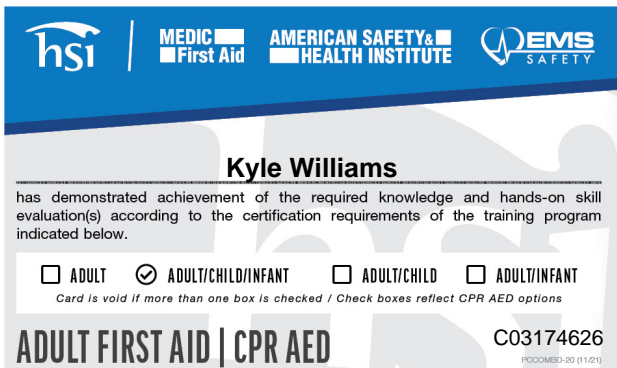 hsi
MEDIC
First Aid
AMERICAN SAFETY&
HEALTH INSTITUTE
EMS
SAFETY
Kyle Williams
has demonstrated achievement of the required knowledge and hands-on skill
evaluation(s) according to the certification requirements of the training program
indicated below.
ADULT ADULT/CHILD/INFANT ADULT/CHILD ADULT/INFANT
Card is void if more than one box is checked / Check boxes reflect CPR AED options
ADULT FIRST AID | CPR AED
C03174626
PCCOMBO-20 (11/21)